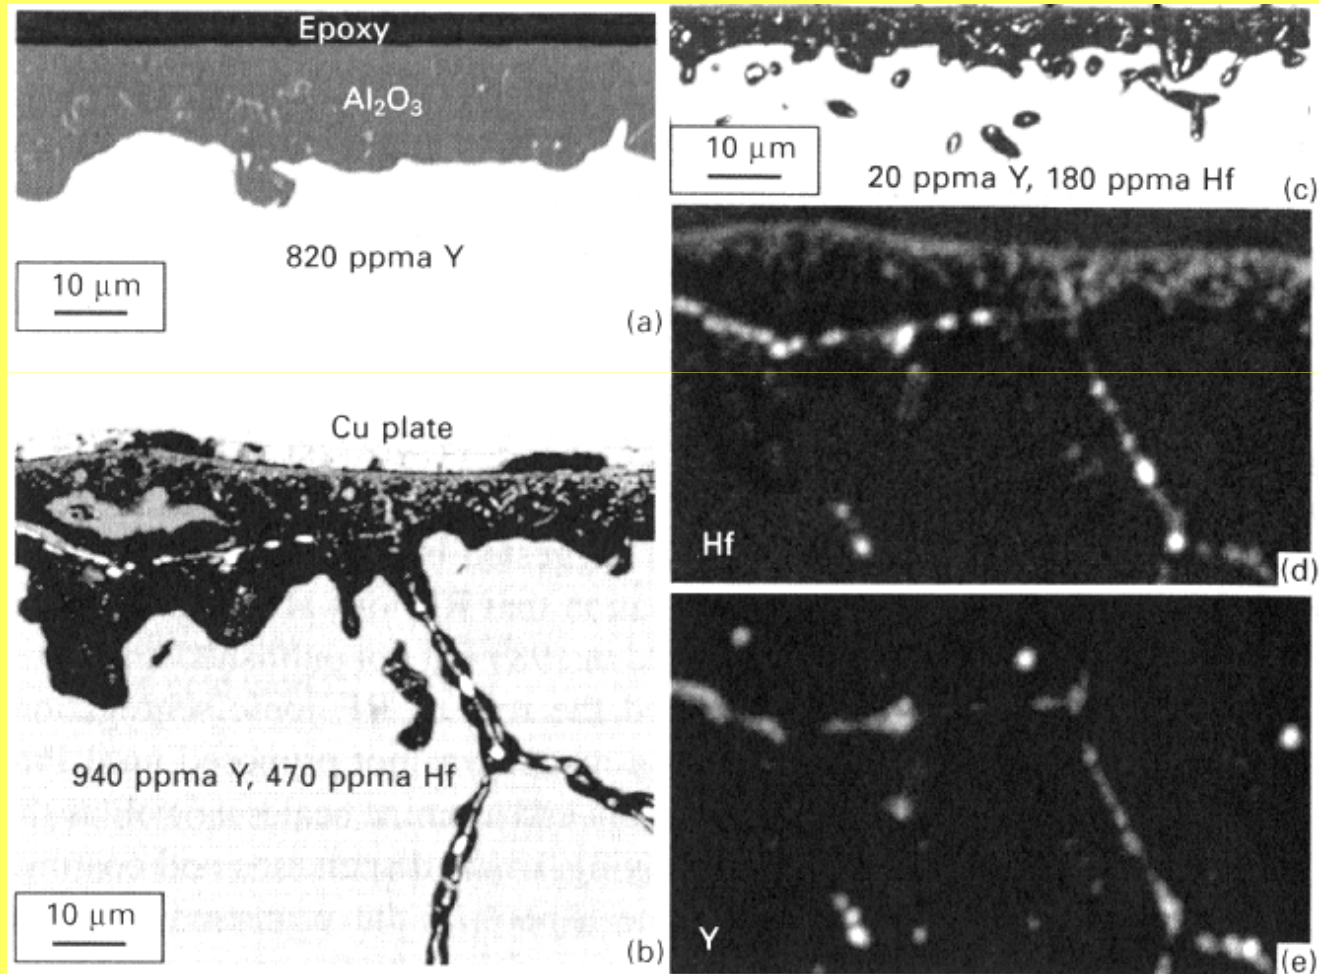 Epoxy
Al₂O₃
820 ppma Y
10 μm
(a)
Cu plate
940 ppma Y, 470 ppma Hf
10 μm
(b)
10 μm
20 ppma Y, 180 ppma Hf
(c)
Hf
(d)
Y
(e)